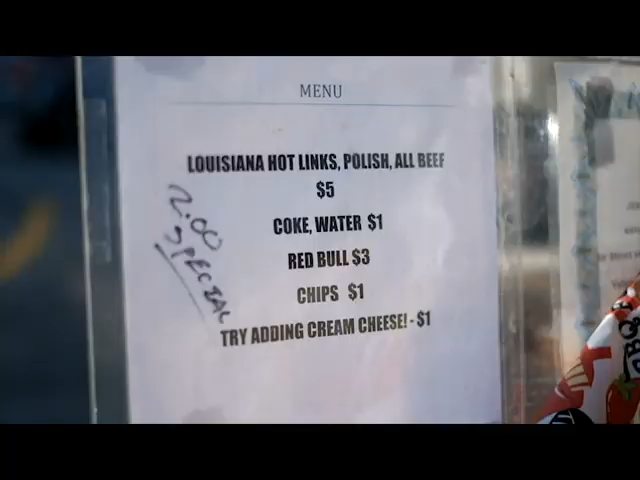 MENU
LOUISIANA HOT LINKS, POLISH, ALL BEEF
$5
COKE, WATER $1
RED BULL $3
CHIPS $1
TRY ADDING CREAM CHEESE! - $1
2.00
SPECIAL